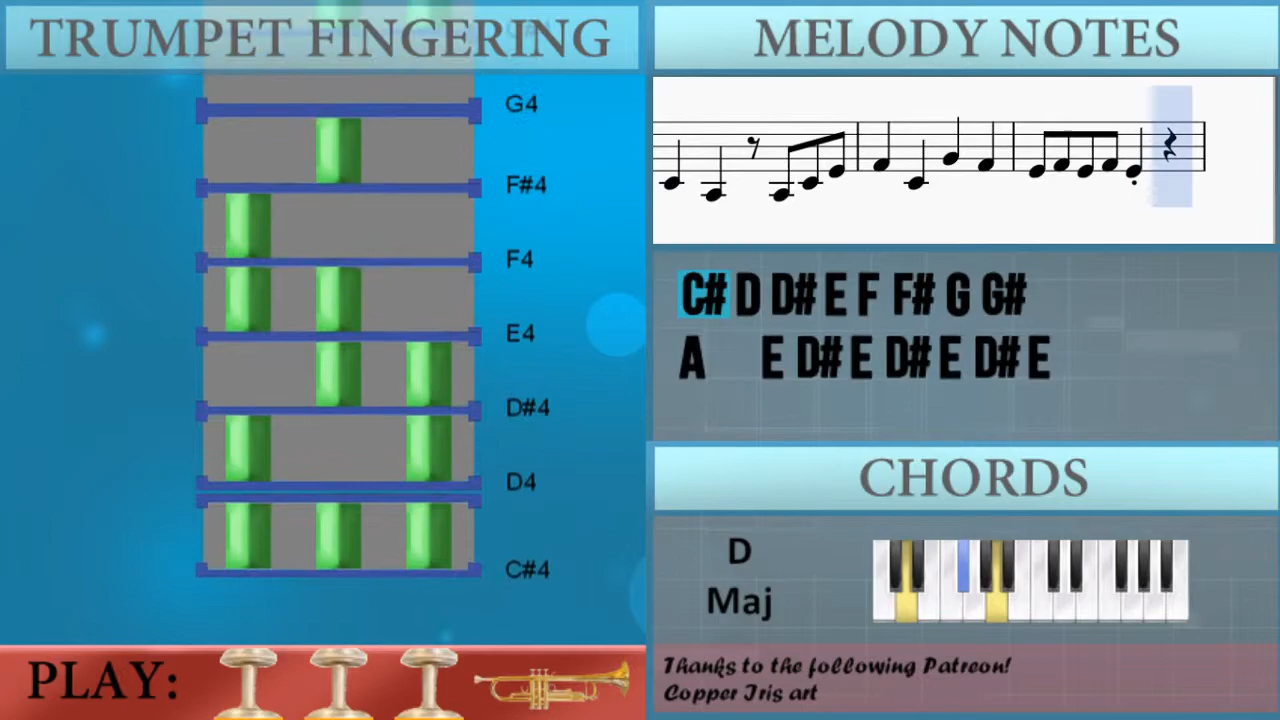 TRUMPET FINGERING
G4
F#4
F4
E4
D#4
D4
C#4
PLAY:
MELODY NOTES
C# D D# E F F# G G#
A E D# E D# E D# E
CHORDS
D
Maj
Thanks to the following Patreon!
Copper Iris art